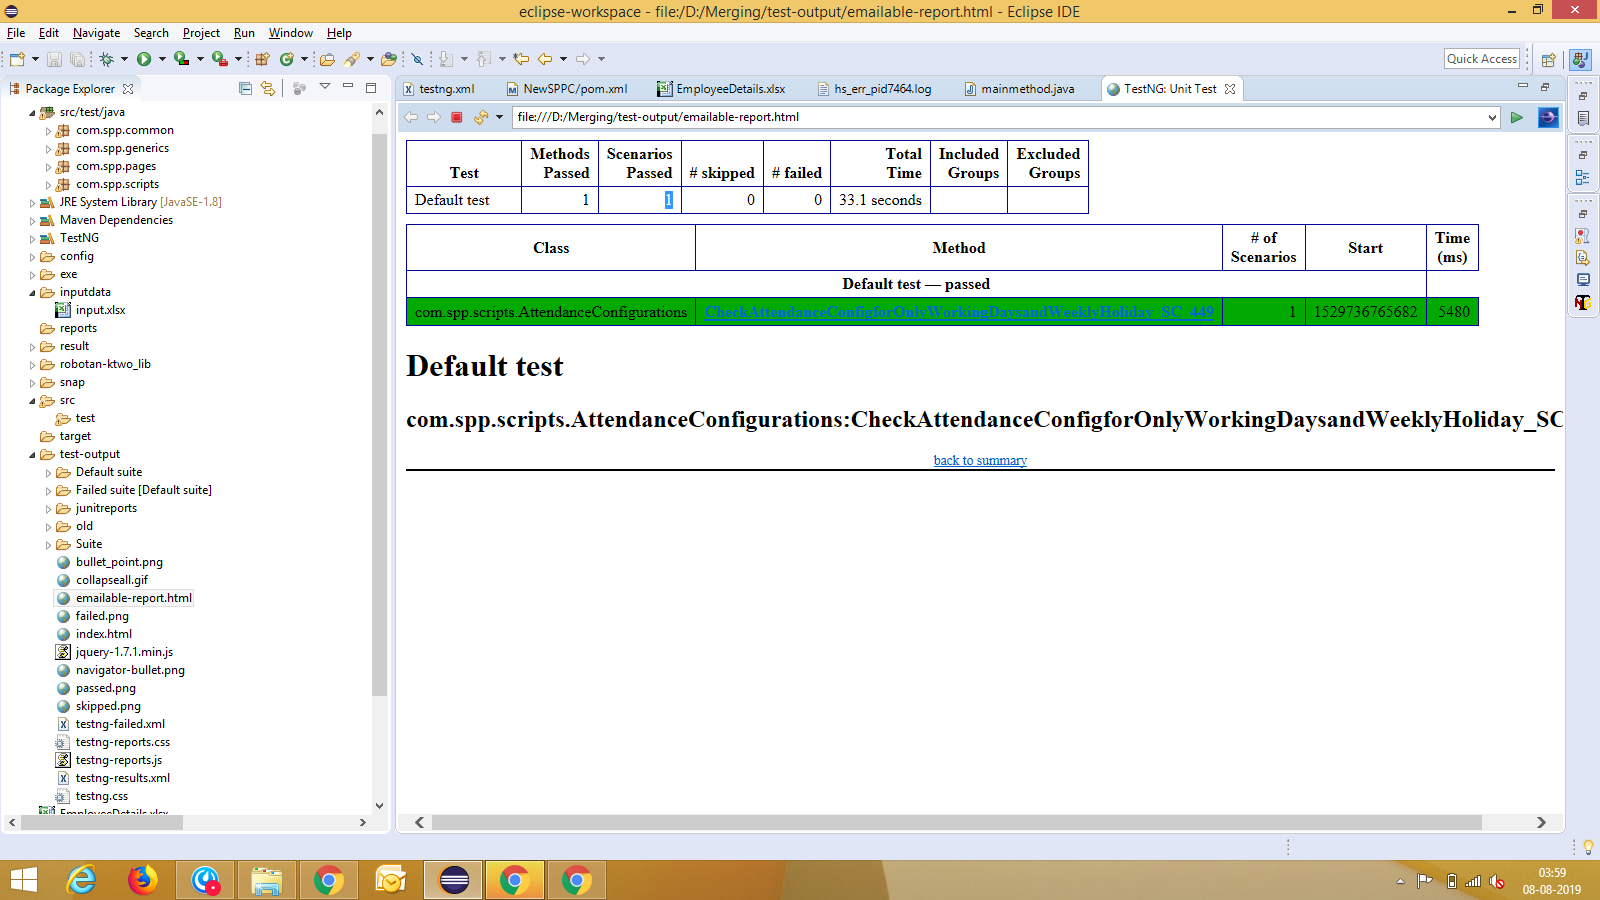 eclipse-workspace - file:/D:/Merging/test-output/emailable-report.html - Eclipse IDE
File Edit Navigate Search Project Run Window Help
Quick Access
Package Explorer
src/test/java
com.spp.common
com.spp.generics
com.spp.pages
com.spp.scripts
JRE System Library [JavaSE-1.8]
Maven Dependencies
TestNG
config
exe
inputdata
input.xlsx
reports
result
robotan-ktwo_lib
snap
src
test
target
test-output
Default suite
Failed suite [Default suite]
junitreports
old
Suite
bullet_point.png
collapseall.gif
emailable-report.html
failed.png
index.html
jquery-1.7.1.min.js
navigator-bullet.png
passed.png
skipped.png
testng-failed.xml
testng-reports.css
testng-reports.js
testng-results.xml
testng.css
EmployeeDetails.xlsx
testng.xml NewSPPC/pom.xml EmployeeDetails.xlsx hs_err_pid7464.log mainmethod.java TestNG: Unit Test
file:///D:/Merging/test-output/emailable-report.html
Test Methods Passed Scenarios Passed # skipped # failed Total Time Included Groups Excluded Groups
Default test 1 1 0 0 33.1 seconds
Class Method # of Scenarios Start Time (ms)
Default test — passed
com.spp.scripts.AttendanceConfigurations CheckAttendanceConfigforOnlyWorkingDaysandWeeklyHoliday_SC_449 1 1529736765682 5480
Default test
com.spp.scripts.AttendanceConfigurations:CheckAttendanceConfigforOnlyWorkingDaysandWeeklyHoliday_SC
back to summary
03:59
08-08-2019